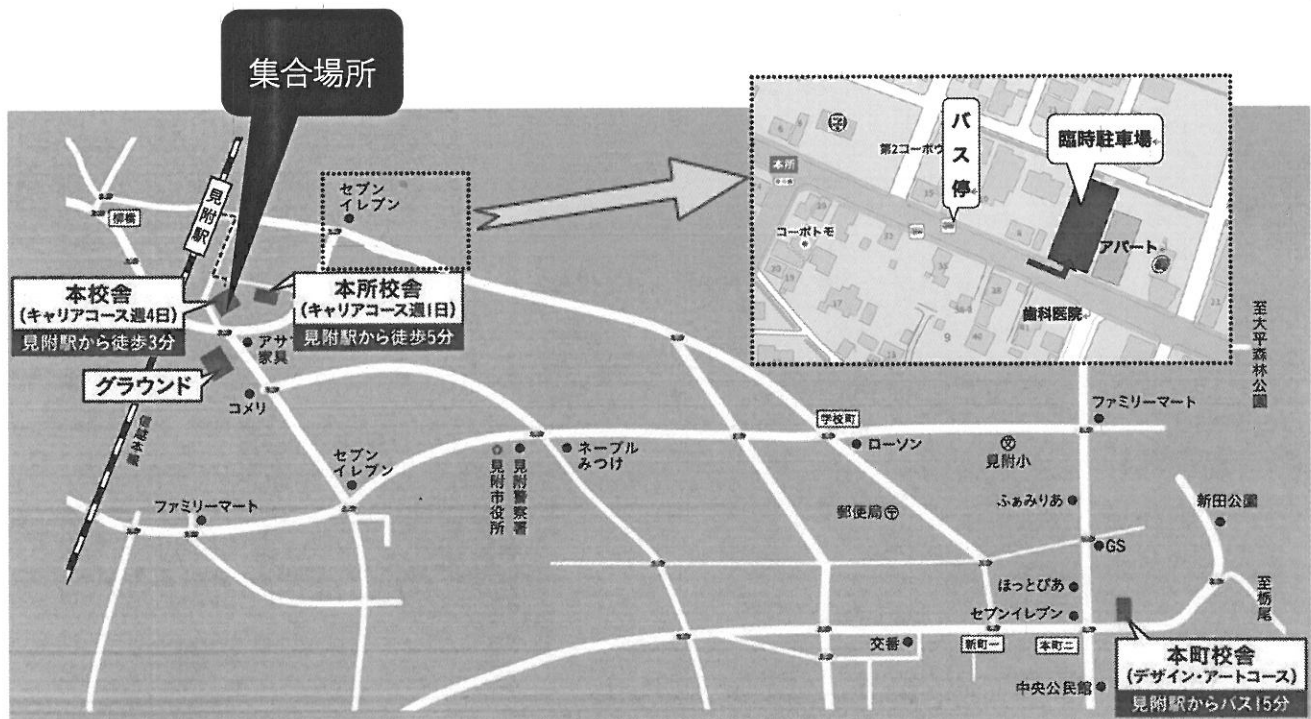 集合場所
見附駅
柳橋
セブン
イレブン
本校舎
(キャリアコース週4日)
見附駅から徒歩3分
本所校舎
(キャリアコース週1日)
見附駅から徒歩5分
アサヒ
家具
グラウンド
コメリ
信越本線
セブン
イレブン
ファミリーマート
見附市役所
見附警察署
ネーブル
みつけ
学校町
ローソン
見附小
ファミリーマート
郵便局
ふぁみりあ
GS
ほっとぴあ
セブンイレブン
交番
新町一
本町二
中央公民館
新田公園
至栃尾
至大平森林公園
本町校舎
(デザイン・アートコース)
見附駅からバス15分
本所
第2コーポ
バス停
臨時駐車場
コーポトモ
アパート
歯科医院